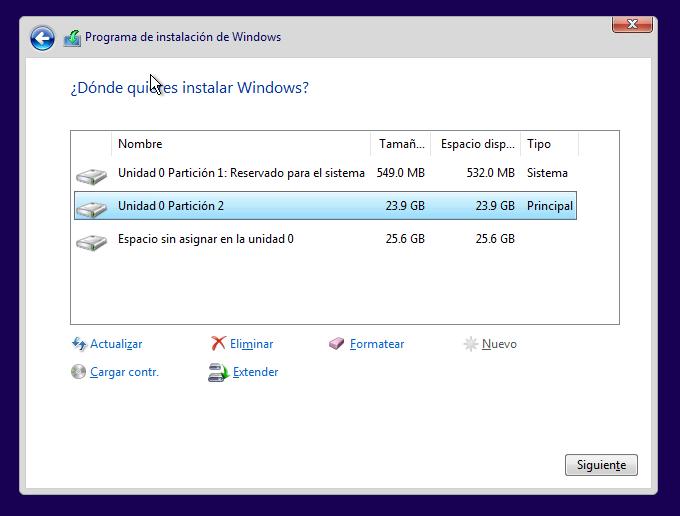 Programa de instalación de Windows
¿Dónde quieres instalar Windows?
Nombre Tamañ... Espacio disp... Tipo
Unidad 0 Partición 1: Reservado para el sistema 549.0 MB 532.0 MB Sistema
Unidad 0 Partición 2 23.9 GB 23.9 GB Principal
Espacio sin asignar en la unidad 0 25.6 GB 25.6 GB
Actualizar Eliminar Formatear Nuevo
Cargar contr. Extender
Siguiente